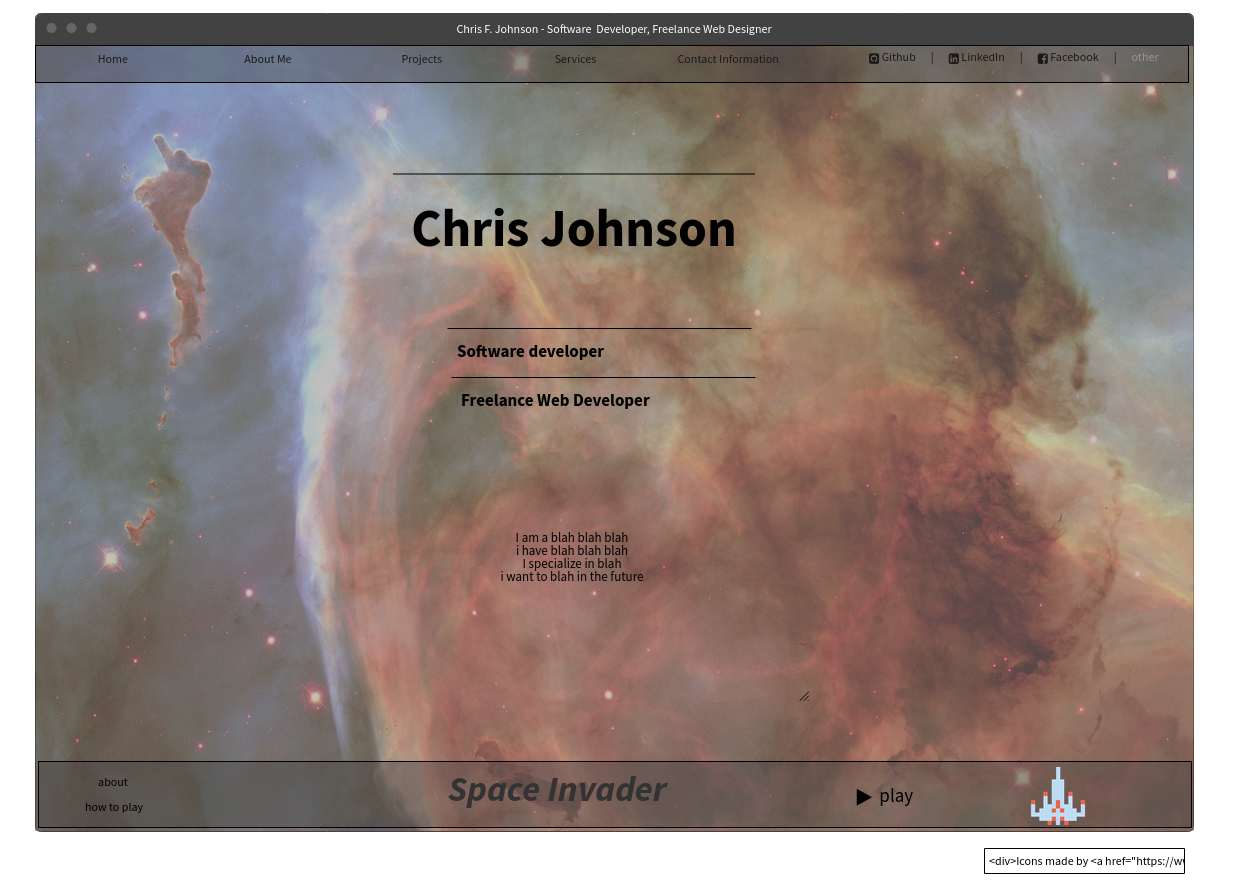 Chris F. Johnson - Software  Developer, Freelance Web Designer
Home About Me Projects Services Contact Information Github | LinkedIn | Facebook | other
Chris Johnson
Software developer
Freelance Web Developer
I am a blah blah blah
i have blah blah blah
I specialize in blah
i want to blah in the future
about
how to play
Space Invader
▶ play
<div>Icons made by <a href="https://w